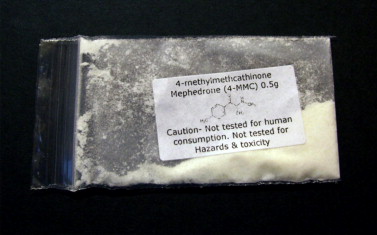 4-methylmethcathinone
Mephedrone (4-MMC) 0.5g
Caution- Not tested for human
consumption. Not tested for
Hazards & toxicity